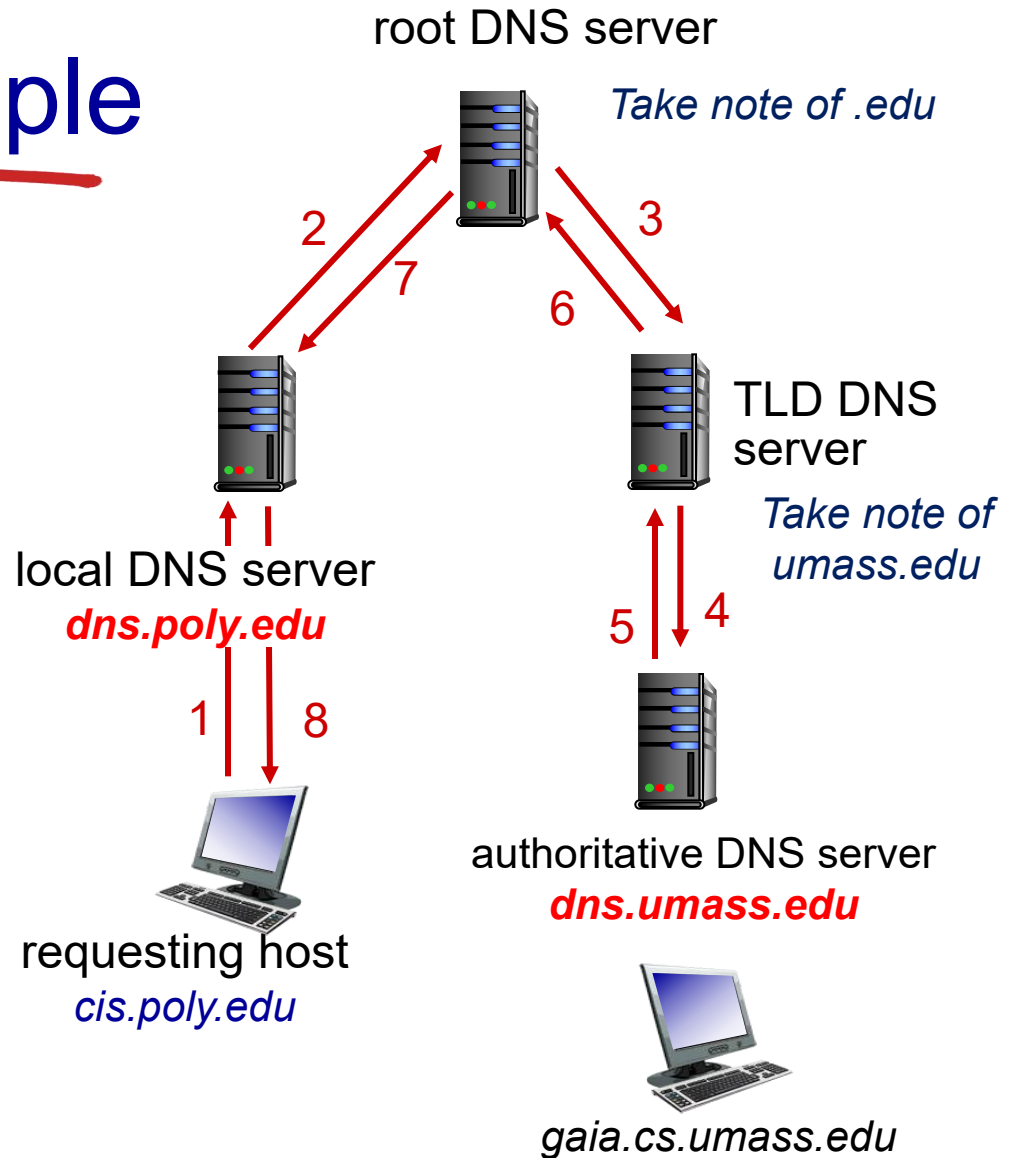 root DNS server
ple
Take note of .edu
2
3
7
6
TLD DNS
server
Take note of
umass.edu
local DNS server
dns.poly.edu
5
4
1
8
authoritative DNS server
dns.umass.edu
requesting host
cis.poly.edu
gaia.cs.umass.edu